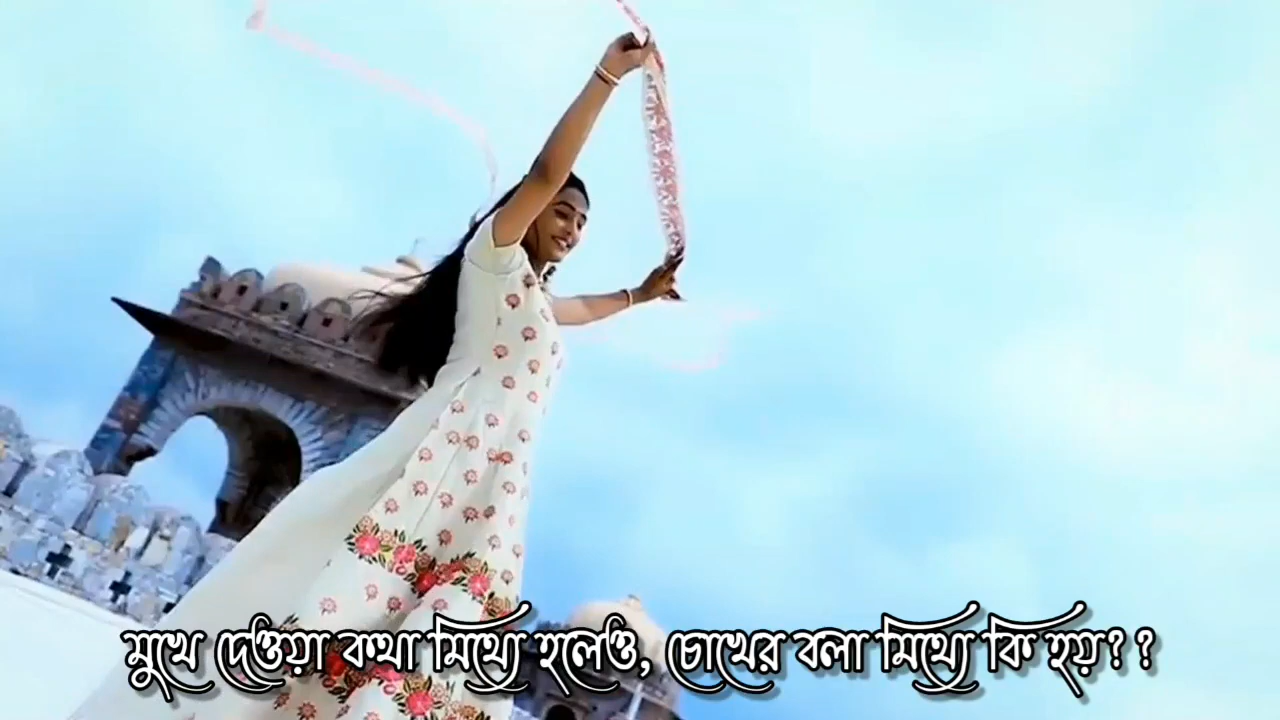 মুখে দেওয়া কথা মিথ্যে হলেও, চোখের বলা মিথ্যে কি হয়??